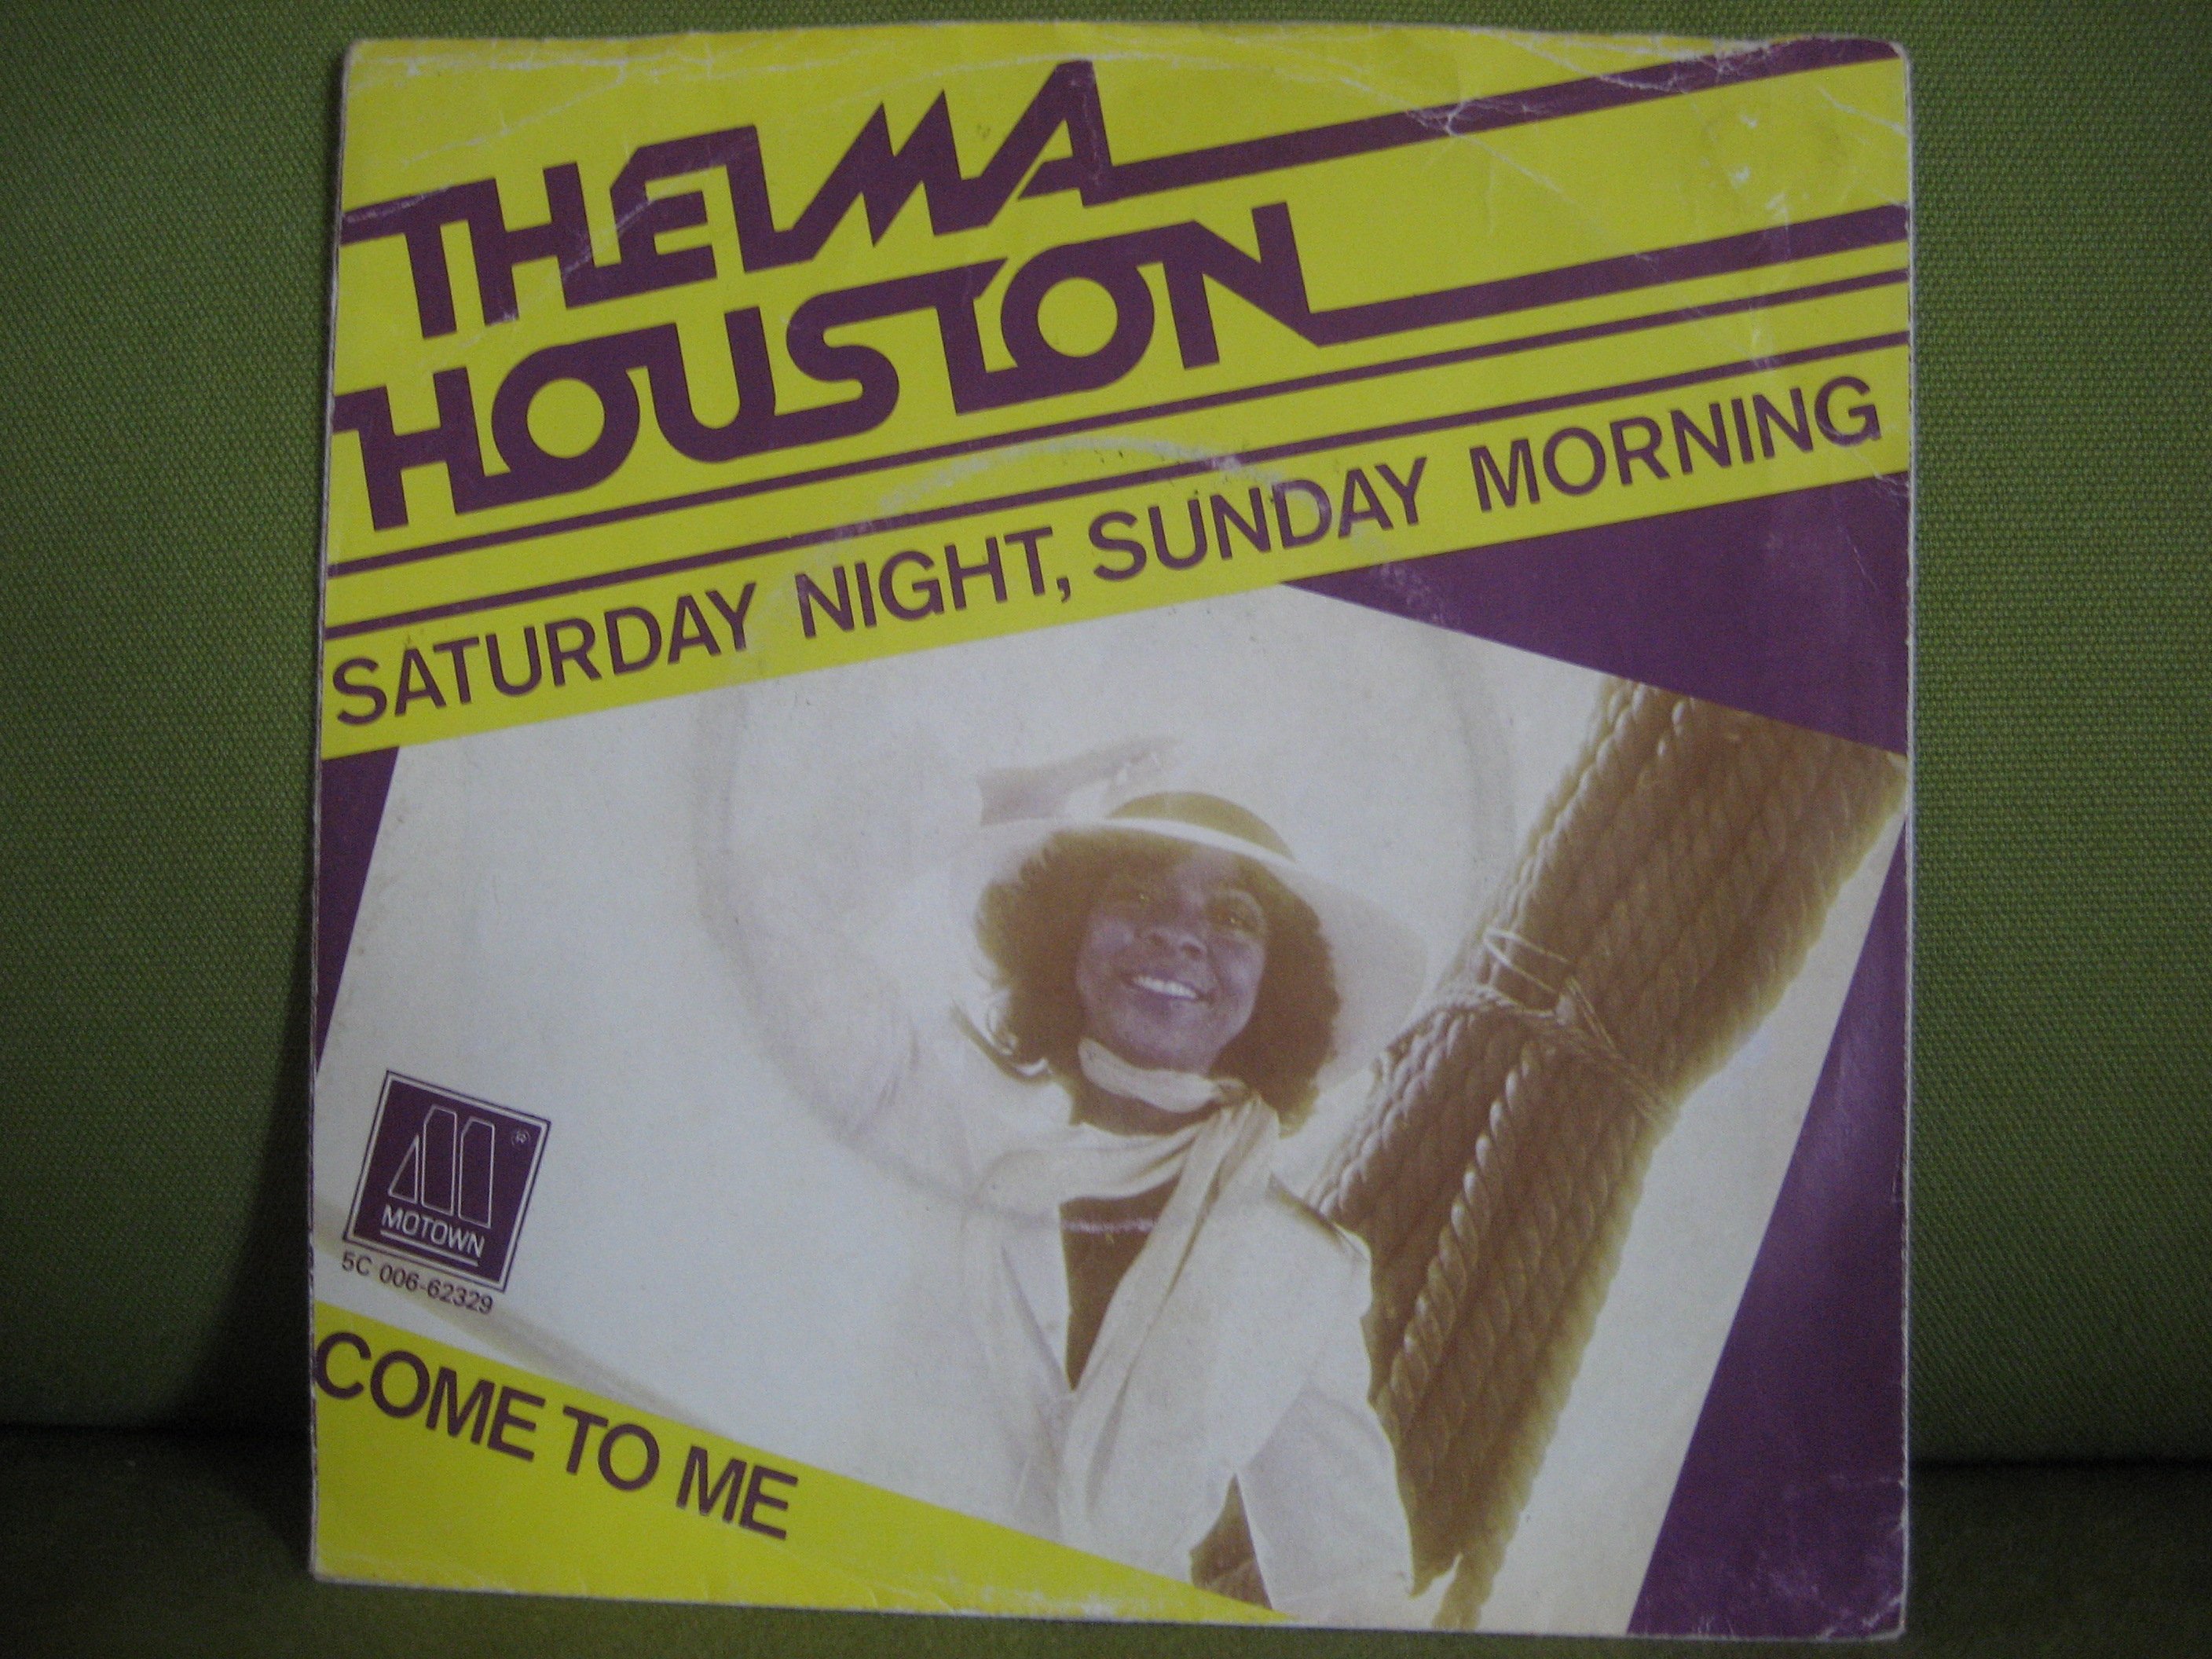 THELMA
HOUSTON
SATURDAY NIGHT, SUNDAY MORNING
MOTOWN
®
5C 006-62329
COME TO ME